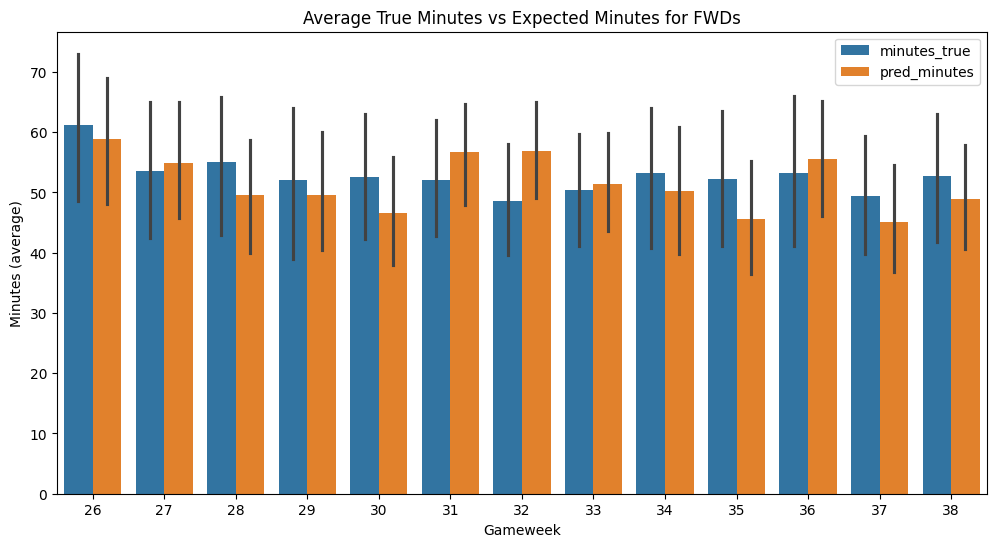 Average True Minutes vs Expected Minutes for FWDs
minutes_true
pred_minutes
Minutes (average)
70
60
50
40
30
20
10
0
26 27 28 29 30 31 32 33 34 35 36 37 38
Gameweek